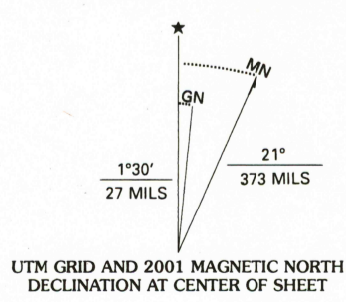 ★
MN
GN
1°30′
27 MILS
21°
373 MILS
UTM GRID AND 2001 MAGNETIC NORTH
DECLINATION AT CENTER OF SHEET